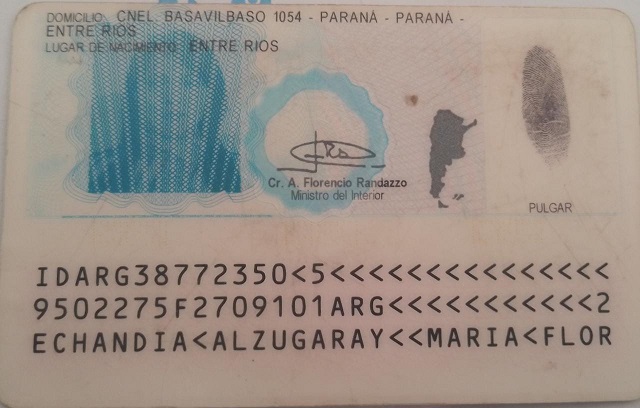 DOMICILIO: CNEL. BASAVILBASO 1054 - PARANÁ - PARANÁ -
ENTRE RIOS
LUGAR DE NACIMIENTO: ENTRE RIOS
Cr. A. Florencio Randazzo
Ministro del Interior
PULGAR
IDARG38772350<5<<<<<<<<<<<<<<<
9502275F2709101ARG<<<<<<<<<<<2
ECHANDIA<ALZUGARAY<<MARIA<FLOR